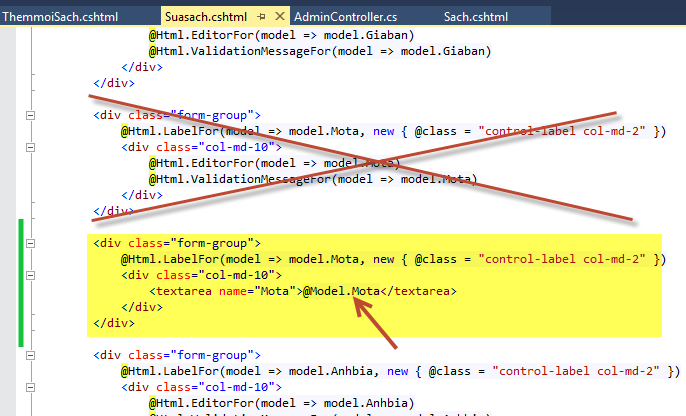 ThemmoiSach.cshtml Suasach.cshtml AdminController.cs Sach.cshtml
@Html.EditorFor(model => model.Giaban)
@Html.ValidationMessageFor(model => model.Giaban)
</div>
</div>
<div class="form-group">
@Html.LabelFor(model => model.Mota, new { @class = "control-label col-md-2" })
<div class="col-md-10">
@Html.EditorFor(model => model.Mota)
@Html.ValidationMessageFor(model => model.Mota)
</div>
</div>
<div class="form-group">
@Html.LabelFor(model => model.Mota, new { @class = "control-label col-md-2" })
<div class="col-md-10">
<textarea name="Mota">@Model.Mota</textarea>
</div>
</div>
<div class="form-group">
@Html.LabelFor(model => model.Anhbia, new { @class = "control-label col-md-2" })
<div class="col-md-10">
@Html.EditorFor(model => model.Anhbia)